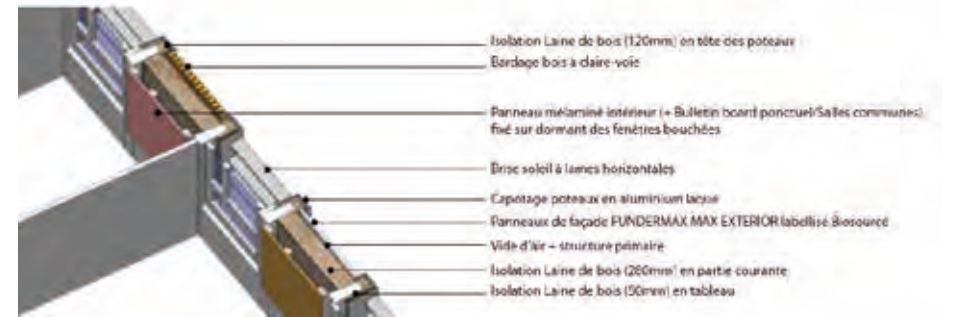 Isolation Laine de bois (120mm) en tête des poteaux
Bardage bois à claire-voie
Panneau mélaminé intérieur (+ Bulletin board ponctuel/Salles communes)
fixé sur dormant des fenêtres bouchées
Brise soleil à lames horizontales
Capotage poteaux en aluminium laqué
Panneaux de façade FUNDERMAX MAX EXTERIOR labellisé Biosourcé
Vide d'air + structure primaire
Isolation Laine de bois (260mm) en partie courante
Isolation Laine de bois (50mm) en tableau